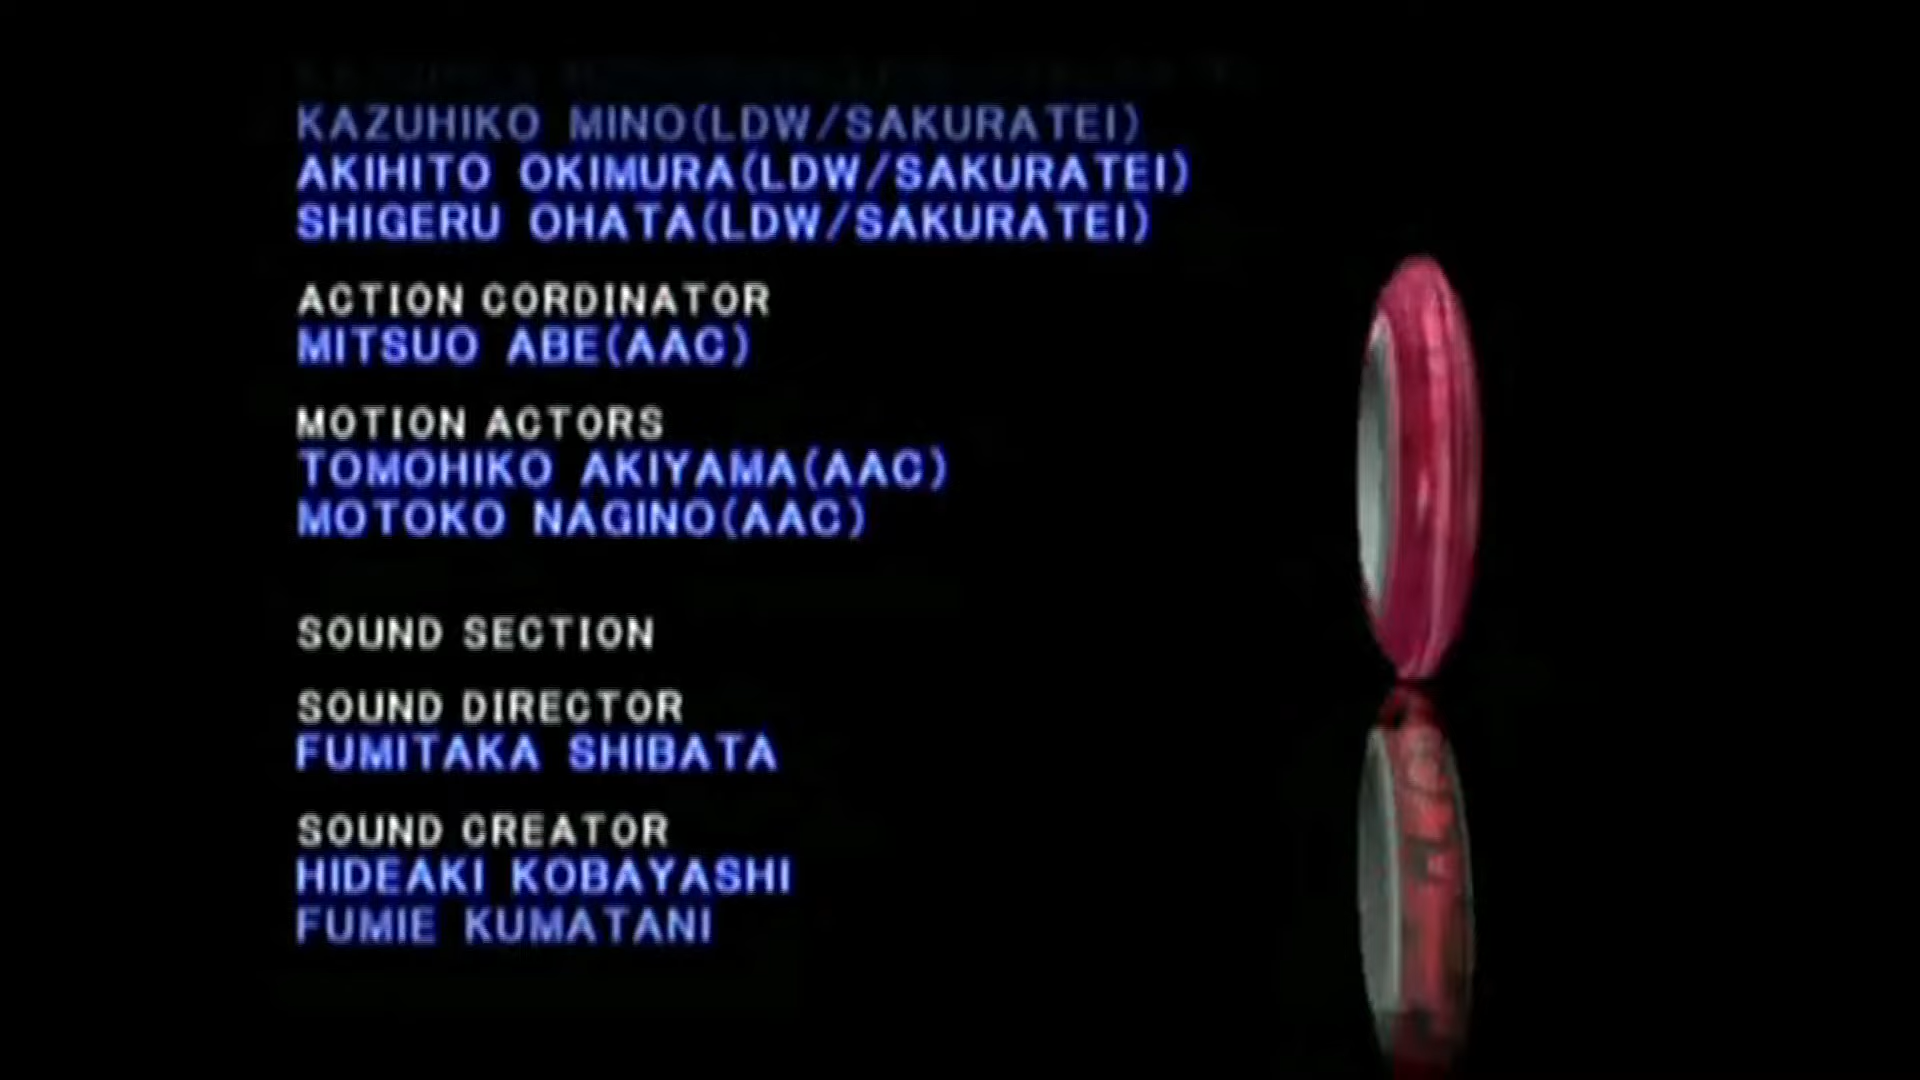 KAZUHIKO MINO(LDW/SAKURATEI)
AKIHITO OKIMURA(LDW/SAKURATEI)
SHIGERU OHATA(LDW/SAKURATEI)
ACTION CORDINATOR
MITSUO ABE(AAC)
MOTION ACTORS
TOMOHIKO AKIYAMA(AAC)
MOTOKO NAGINO(AAC)
SOUND SECTION
SOUND DIRECTOR
FUMITAKA SHIBATA
SOUND CREATOR
HIDEAKI KOBAYASHI
FUMIE KUMATANI